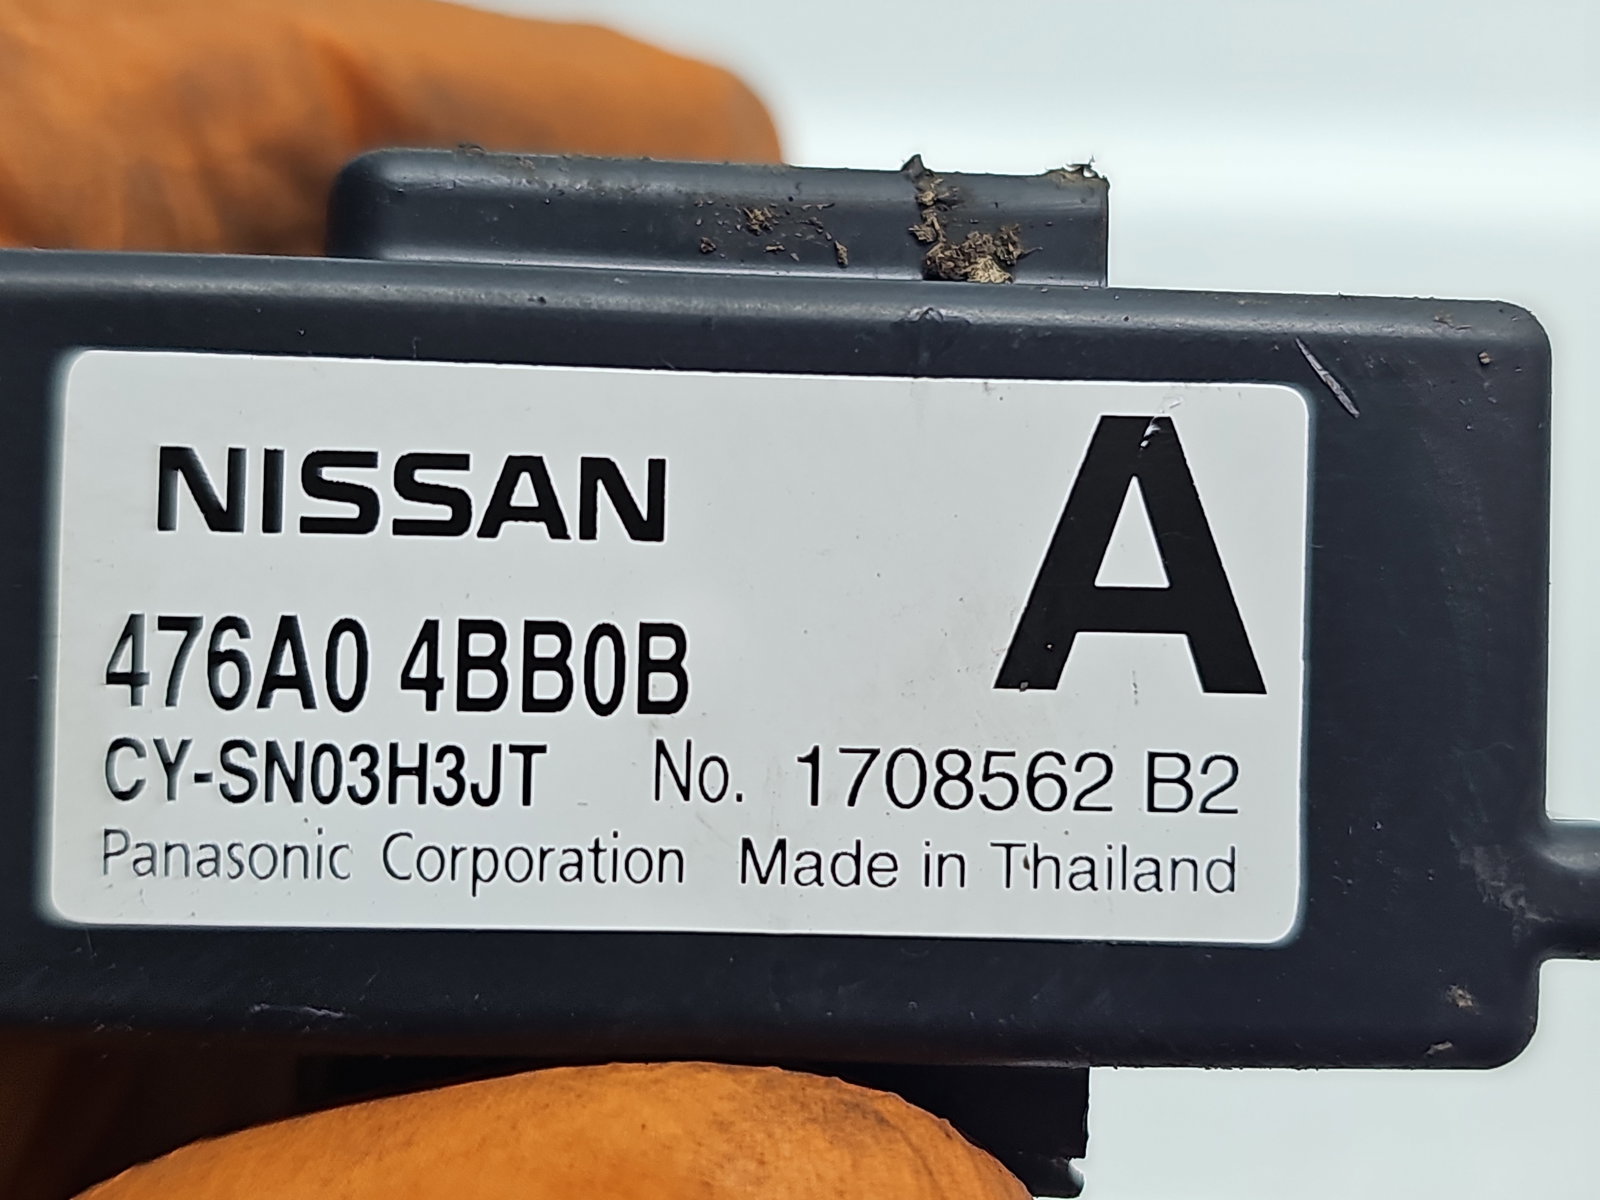 NISSAN
A
476A0 4BB0B
CY-SN03H3JT No. 1708562 B2
Panasonic Corporation Made in Thailand